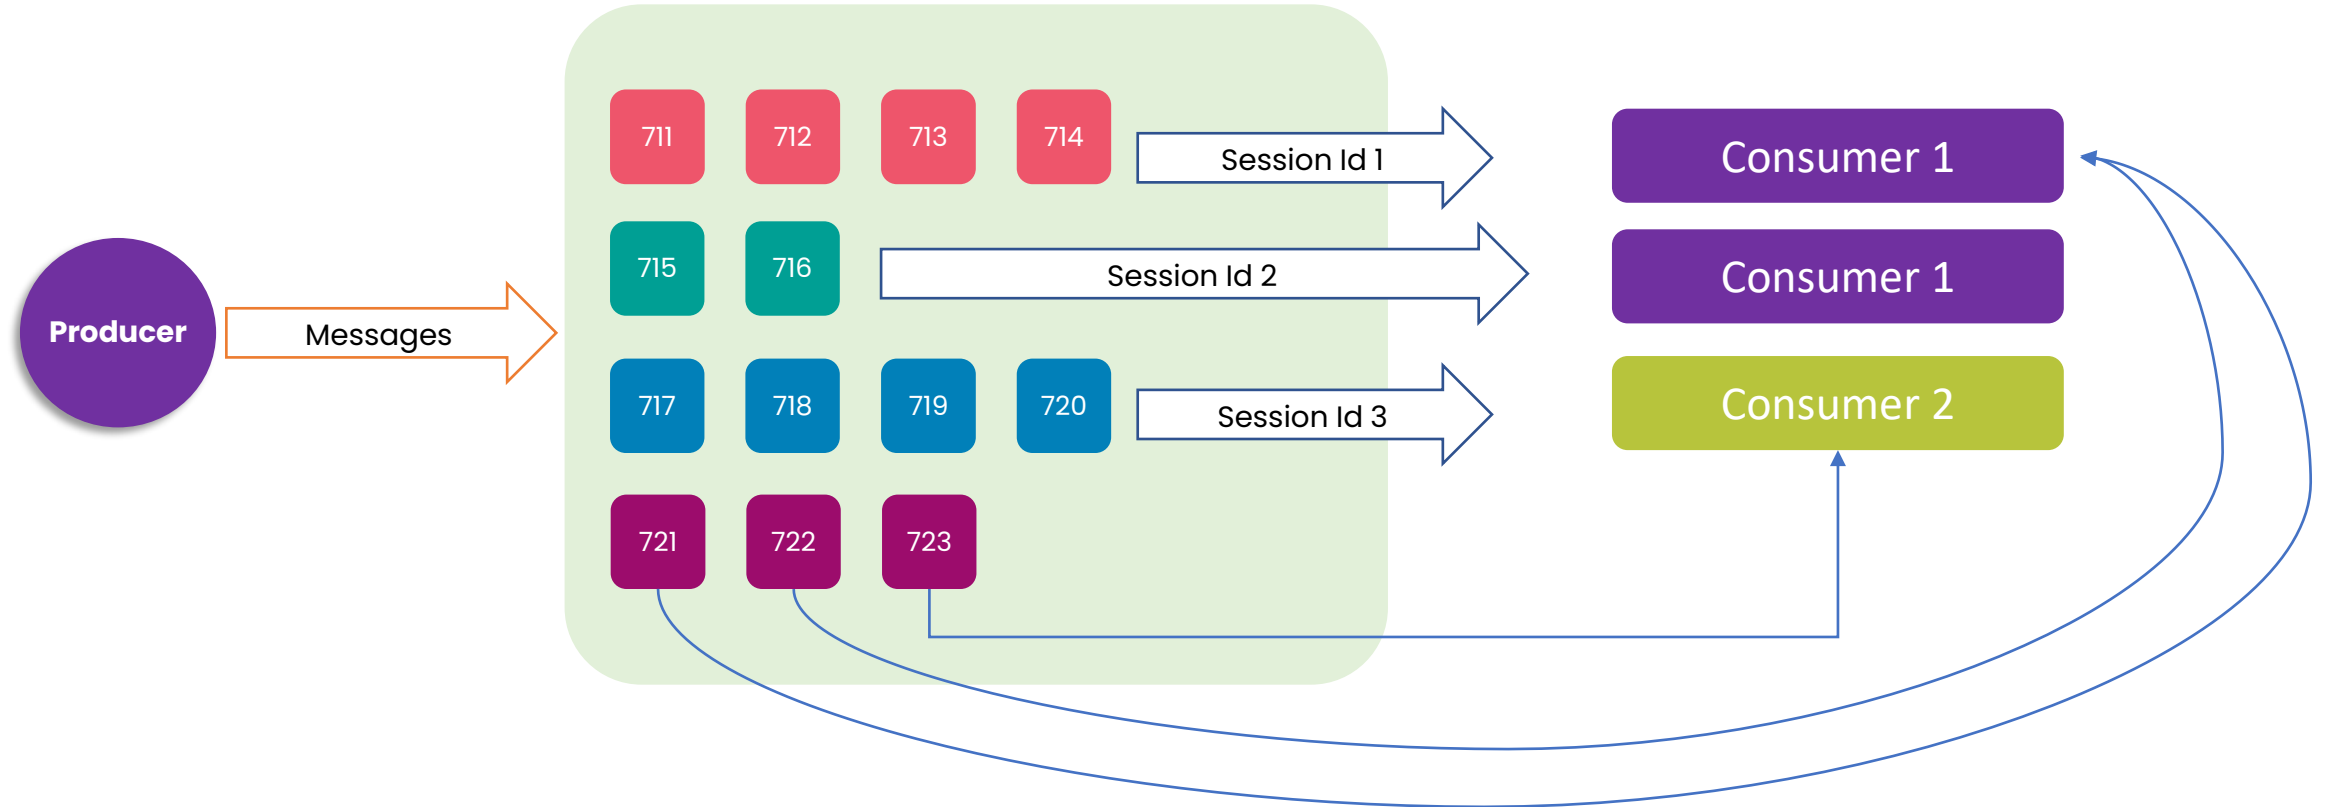 Producer
Messages
711 712 713 714
Session Id 1
Consumer 1
715 716
Session Id 2
Consumer 1
717 718 719 720
Session Id 3
Consumer 2
721 722 723